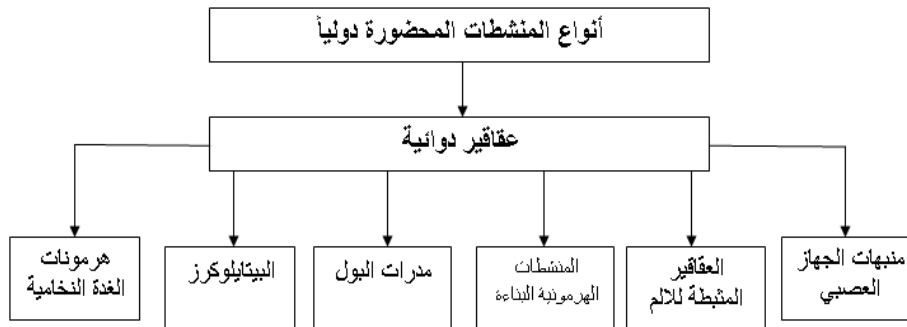 أنواع المنشطات المحضورة دولياً
عقاقير دوائية
منبهات الجهاز
العصبي
العقاقير
المثبطة للالم
المنشطات
الهرمونية البناءة
مدرات البول
البيتايلوكرز
هرمونات
الغدة النخامية